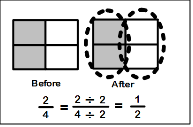 Before After
2/4 = 2 ÷ 2 / 4 ÷ 2 = 1/2